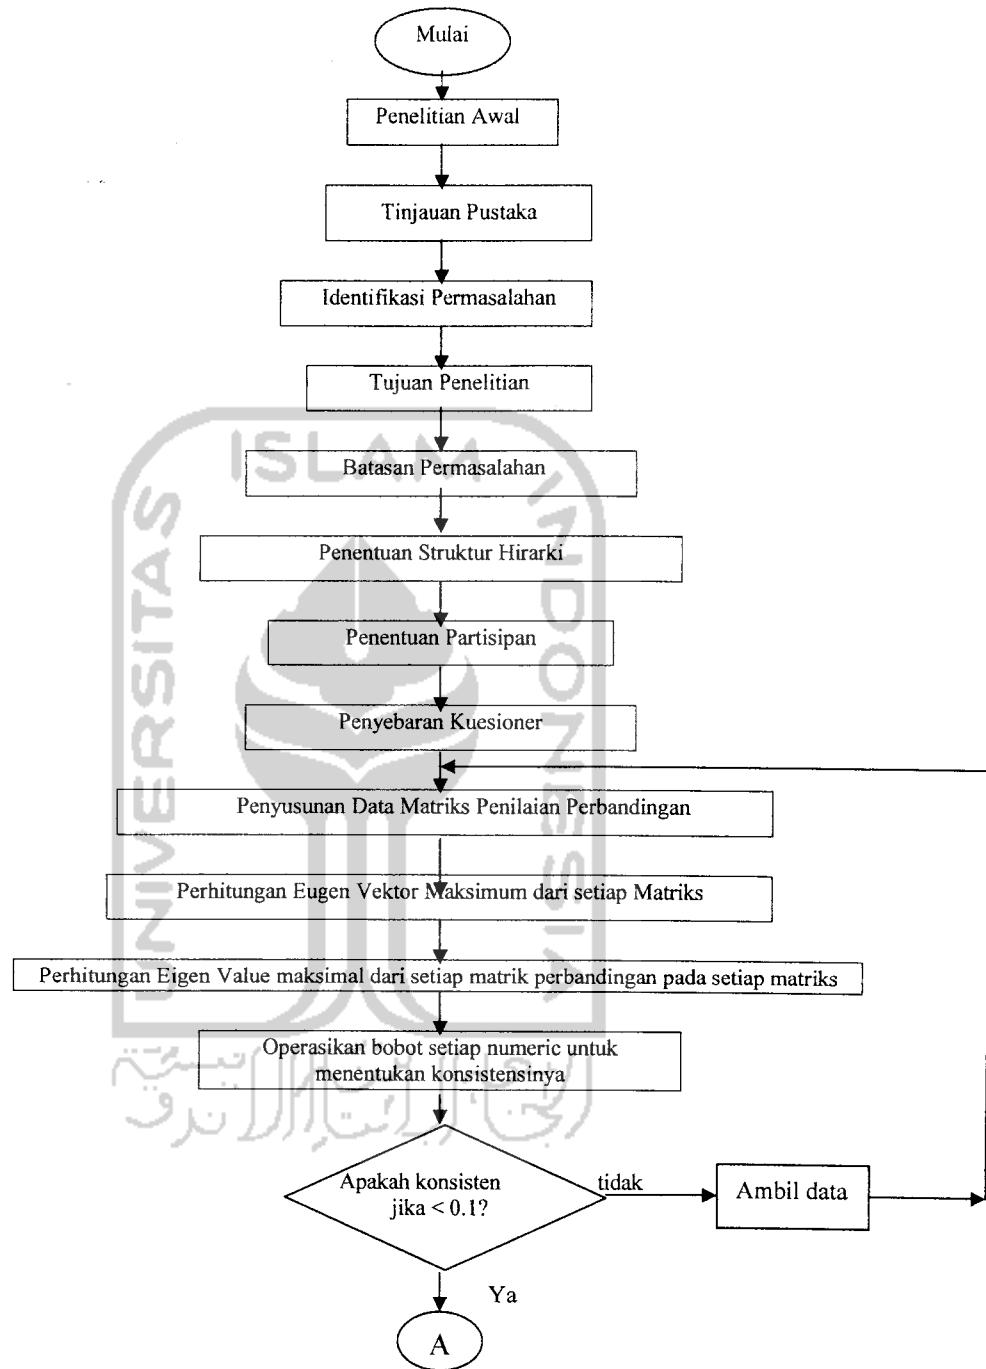 Mulai
Penelitian Awal
Tinjauan Pustaka
Identifikasi Permasalahan
Tujuan Penelitian
Batasan Permasalahan
Penentuan Struktur Hirarki
Penentuan Partisipan
Penyebaran Kuesioner
Penyusunan Data Matriks Penilaian Perbandingan
Perhitungan Eugen Vektor Maksimum dari setiap Matriks
Perhitungan Eigen Value maksimal dari setiap matrik perbandingan pada setiap matriks
Operasikan bobot setiap numeric untuk
menentukan konsistensinya
Apakah konsisten
jika < 0.1?
tidak
Ambil data
Ya
A
UNIVERSITAS
ISLAM
INDONESIA